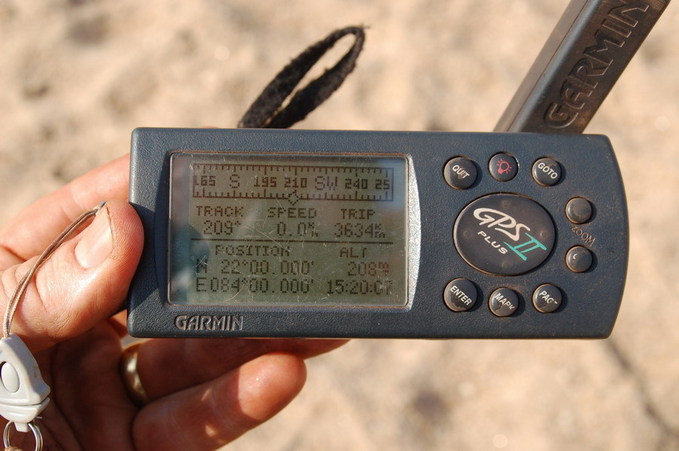 GARMIN
165 S 195 210 SW 240 25
TRACK SPEED TRIP
209° 0.0 3634
POSITION ALT
N 22°00.000' 208
E084°00.000' 15:20:07
GARMIN
QUIT
GOTO
GPS II
PLUS
ZOOM
ENTER
MARK
PAGE